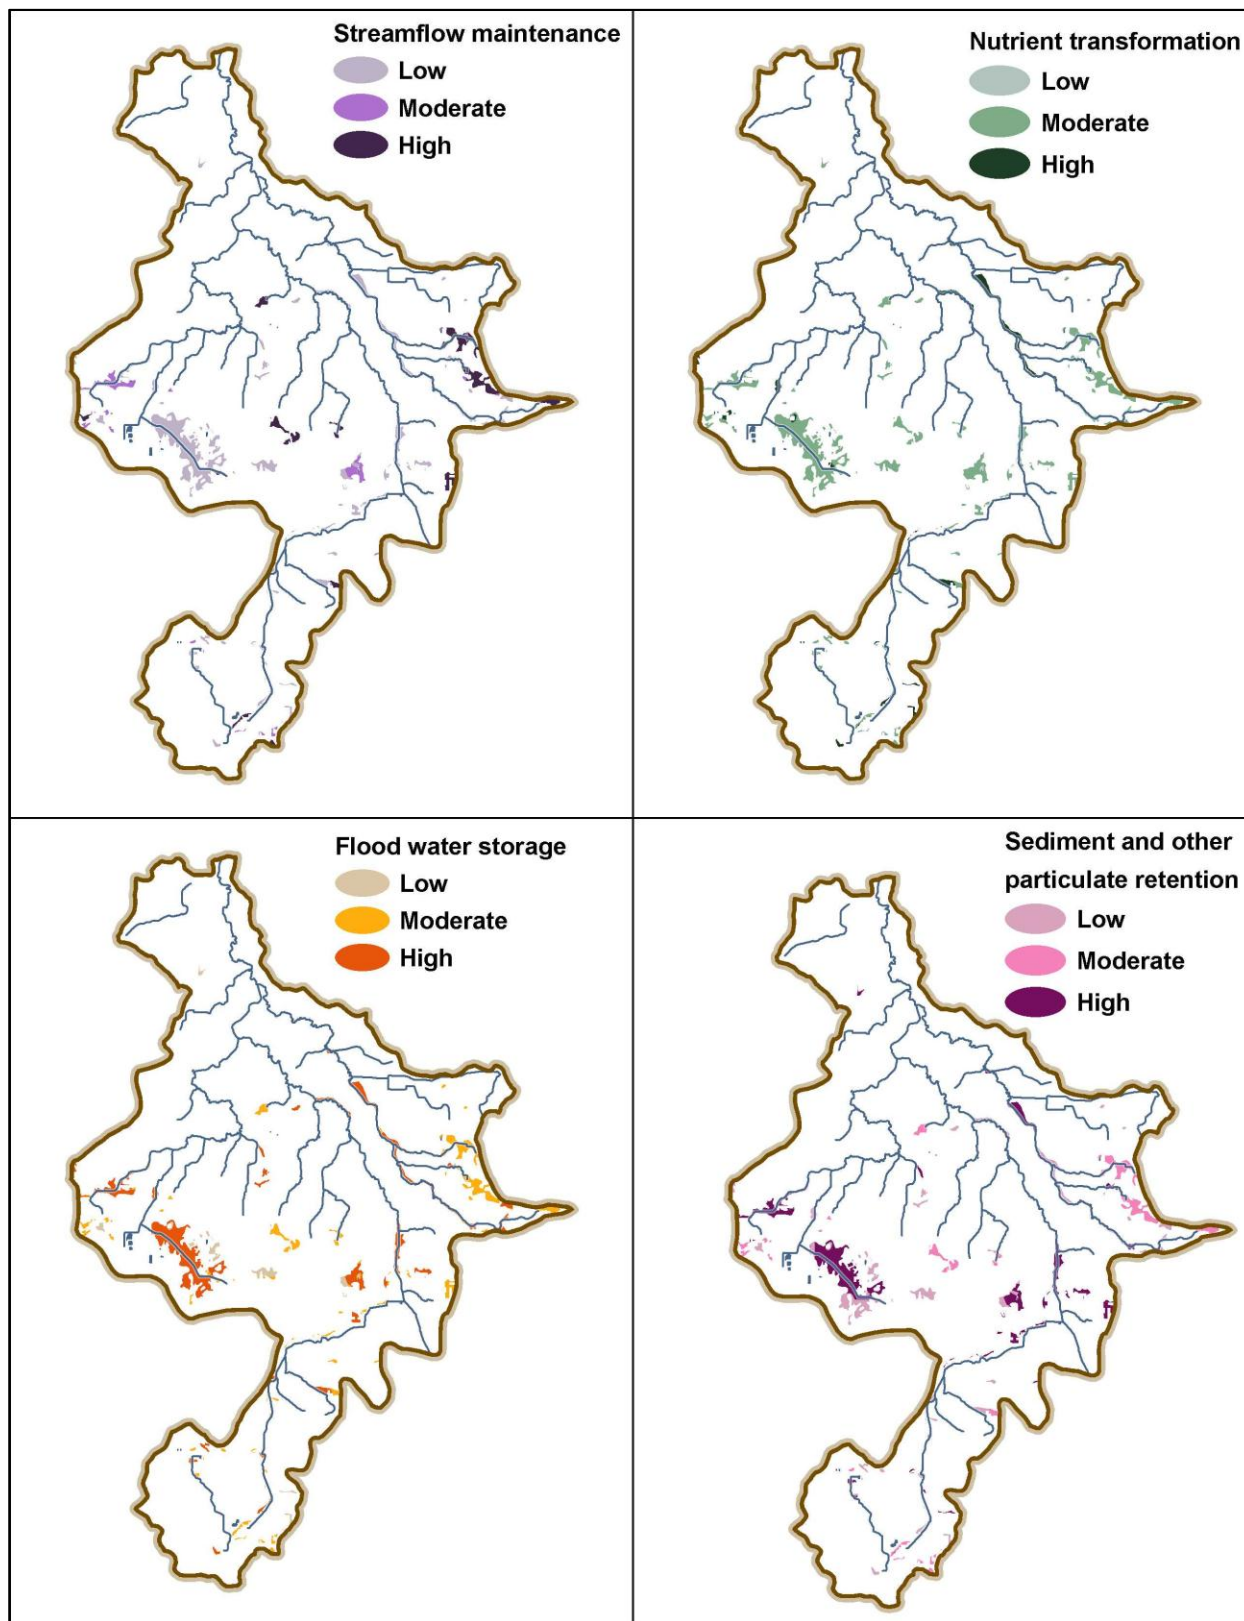 Streamflow maintenance
Low
Moderate
High
Nutrient transformation
Low
Moderate
High
Flood water storage
Low
Moderate
High
Sediment and other
particulate retention
Low
Moderate
High